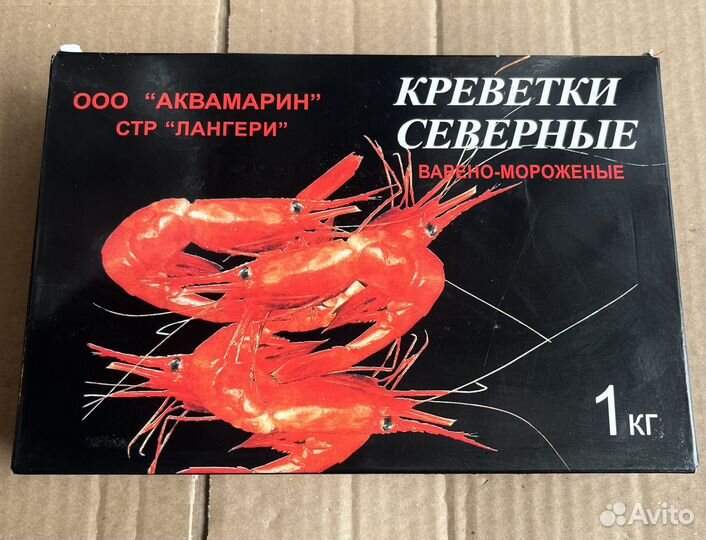 ООО “АКВАМАРИН”
СТР “ЛАНГЕРИ”
КРЕВЕТКИ
СЕВЕРНЫЕ
ВАРЕНО-МОРОЖЕНЫЕ
1 кг
Avito